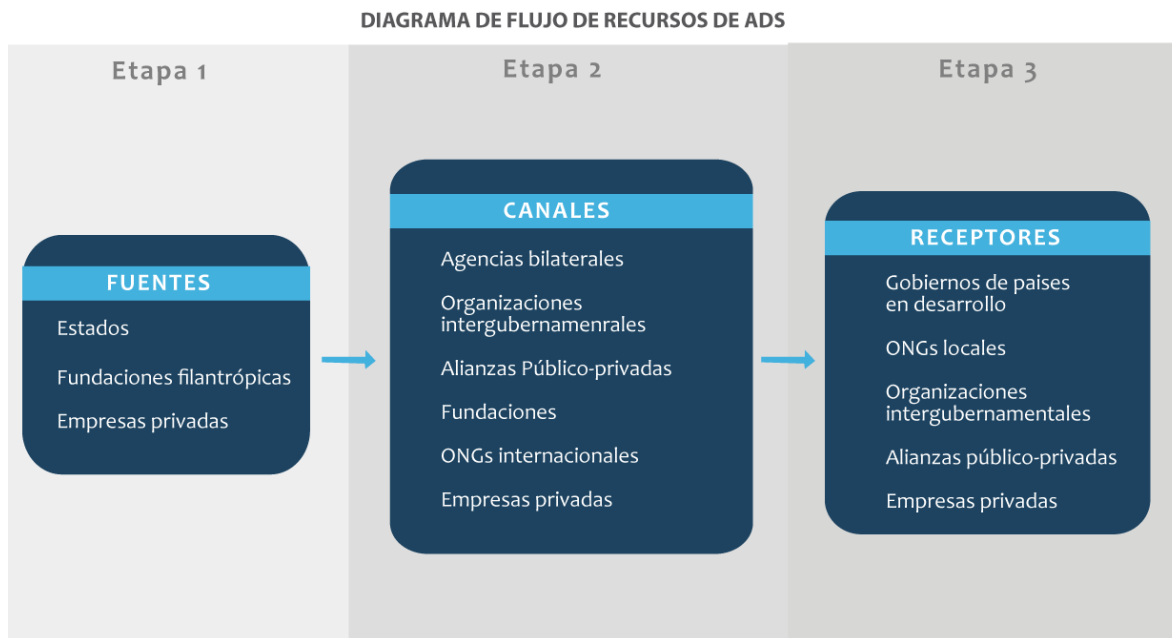 DIAGRAMA DE FLUJO DE RECURSOS DE ADS
Etapa 1
FUENTES
Estados
Fundaciones filantrópicas
Empresas privadas
Etapa 2
CANALES
Agencias bilaterales
Organizaciones
intergubernamenrales
Alianzas Público-privadas
Fundaciones
ONGs internacionales
Empresas privadas
Etapa 3
RECEPTORES
Gobiernos de paises
en desarrollo
ONGs locales
Organizaciones
intergubernamentales
Alianzas público-privadas
Empresas privadas